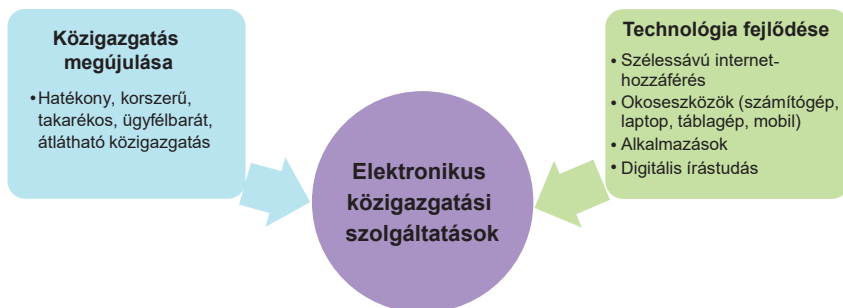 Közigazgatás
megújulása
•Hatékony, korszerű,
takarékos, ügyfélbarát,
átlátható közigazgatás
Elektronikus
közigazgatási
szolgáltatások
Technológia fejlődése
• Szélessávú internet-
hozzáférés
• Okoseszközök (számítógép,
laptop, táblagép, mobil)
• Alkalmazások
• Digitális írástudás